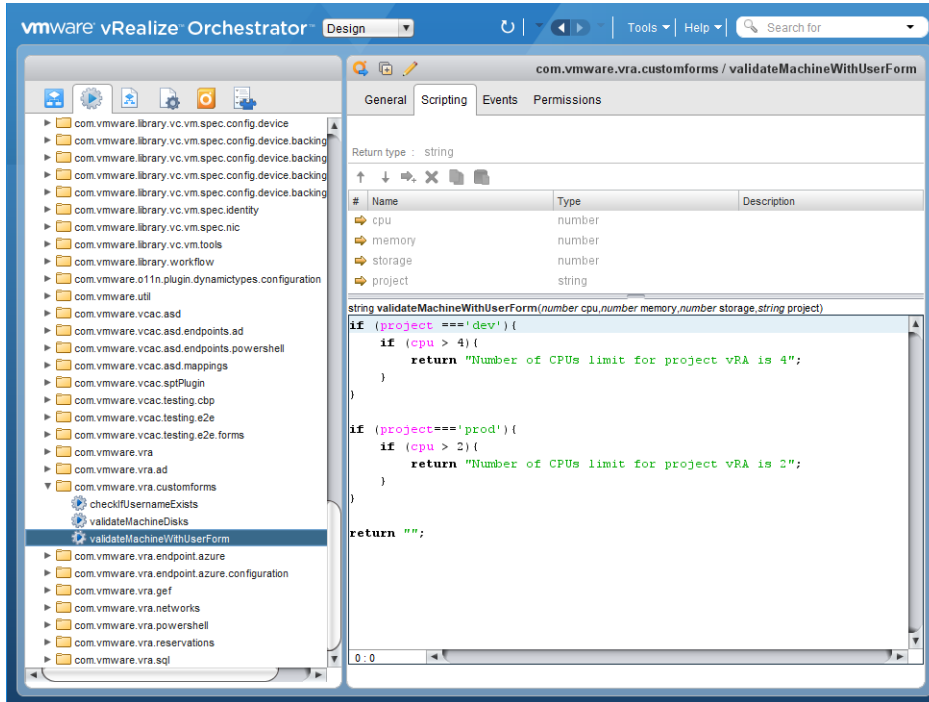 vmware vRealize Orchestrator Design
Tools Help Search for
com.vmware.library.vc.vm.spec.config.device
com.vmware.library.vc.vm.spec.config.device.backing
com.vmware.library.vc.vm.spec.config.device.backing
com.vmware.library.vc.vm.spec.config.device.backing
com.vmware.library.vc.vm.spec.config.device.backing
com.vmware.library.vc.vm.spec.identity
com.vmware.library.vc.vm.spec.nic
com.vmware.library.vc.vm.tools
com.vmware.library.workflow
com.vmware.o11n.plugin.dynamictypes.configuration
com.vmware.util
com.vmware.vcac.asd
com.vmware.vcac.asd.endpoints.ad
com.vmware.vcac.asd.endpoints.powershell
com.vmware.vcac.asd.mappings
com.vmware.vcac.sptPlugin
com.vmware.vcac.testing.cbp
com.vmware.vcac.testing.e2e
com.vmware.vcac.testing.e2e.forms
com.vmware.vra
com.vmware.vra.ad
com.vmware.vra.customforms
checkIfUsernameExists
validateMachineDisks
validateMachineWithUserForm
com.vmware.vra.endpoint.azure
com.vmware.vra.endpoint.azure.configuration
com.vmware.vra.gef
com.vmware.vra.networks
com.vmware.vra.powershell
com.vmware.vra.reservations
com.vmware.vra.sql
com.vmware.vra.customforms / validateMachineWithUserForm
General Scripting Events Permissions
Return type : string
# Name Type Description
cpu number
memory number
storage number
project string
string validateMachineWithUserForm(number cpu,number memory,number storage,string project)
if (project ==='dev'){
if (cpu > 4){
return "Number of CPUs limit for project vRA is 4";
}
}
if (project==='prod'){
if (cpu > 2){
return "Number of CPUs limit for project vRA is 2";
}
}
return "";
0 : 0